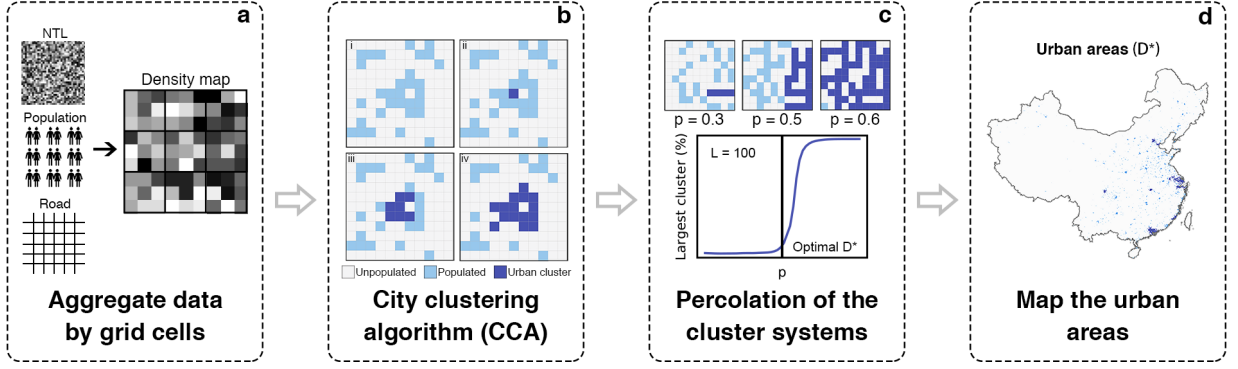 a
NTL
Population
Road
Density map
Aggregate data
by grid cells
b
i
ii
iii
iv
Unpopulated
Populated
Urban cluster
City clustering
algorithm (CCA)
c
p = 0.3
p = 0.5
p = 0.6
Largest cluster (%)
L = 100
Optimal D*
p
Percolation of the
cluster systems
d
Urban areas (D*)
Map the urban
areas